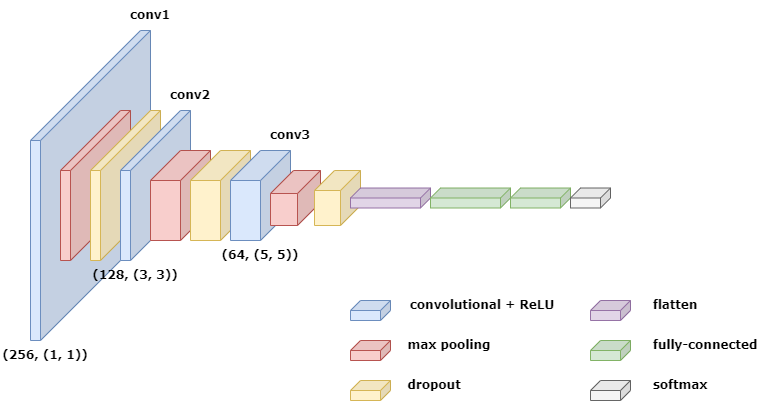 conv1
conv2
conv3
(64, (5, 5))
(128, (3, 3))
(256, (1, 1))
convolutional + ReLU
flatten
max pooling
fully-connected
dropout
softmax